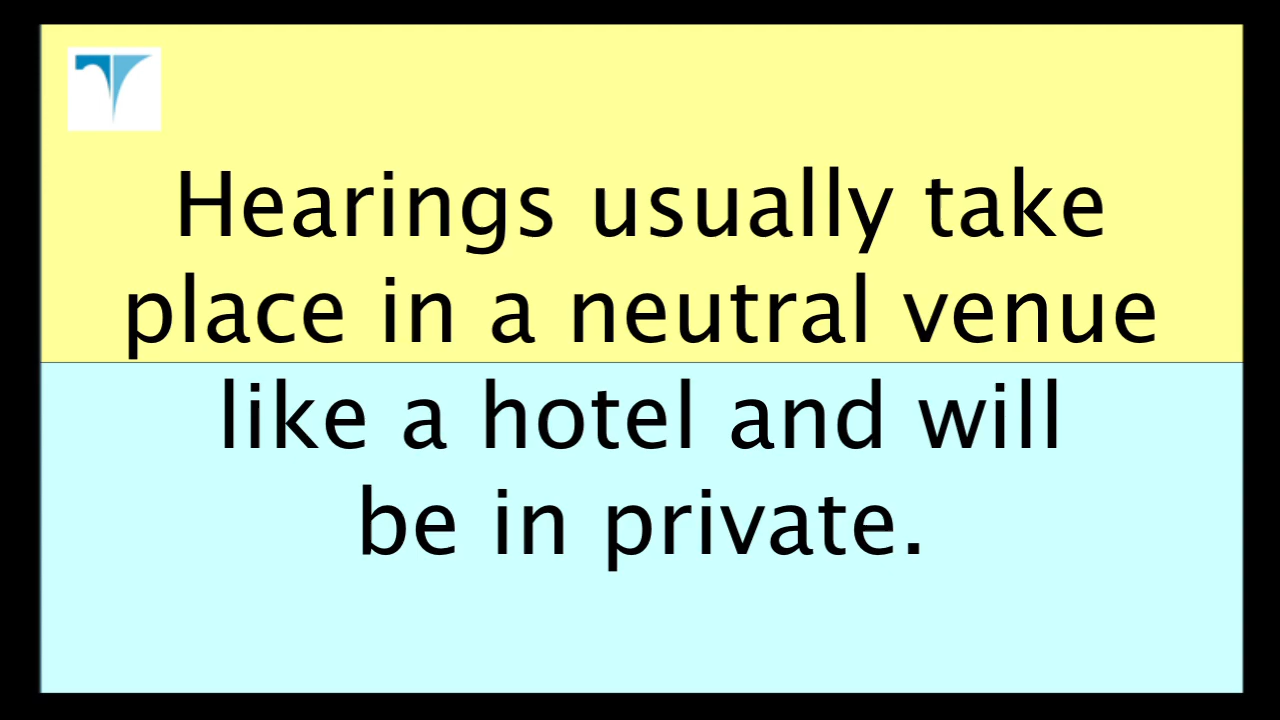 Hearings usually take
place in a neutral venue
like a hotel and will
be in private.